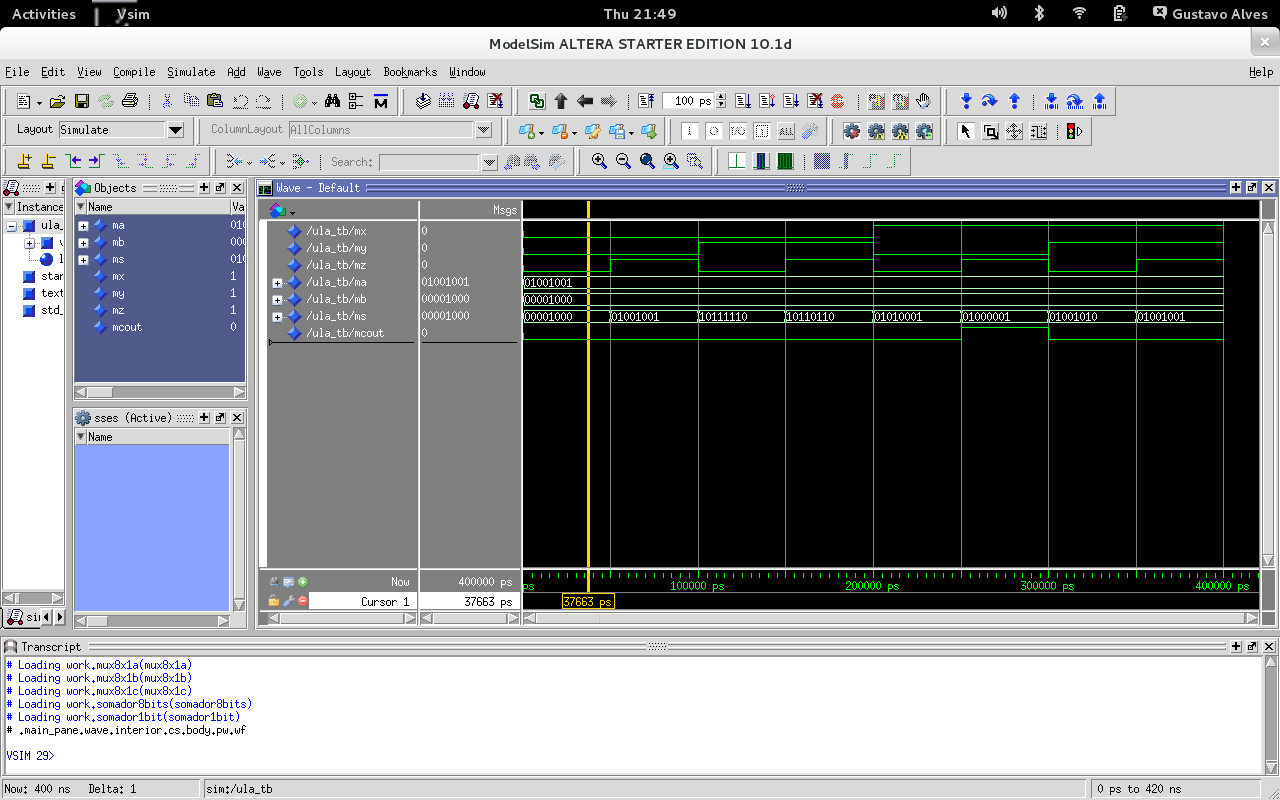 Activities Vsim Thu 21:49 Gustavo Alves
ModelSim ALTERA STARTER EDITION 10.1d
File Edit View Compile Simulate Add Wave Tools Layout Bookmarks Window Help
100 ps
Layout Simulate ColumnLayout AllColumns
Search:
Objects
Wave - Default
Instance
Name Va
Msgs
ula_
ma 010
mb 000
ms 010
mx 1
my 1
mz 1
mcout 0
star
text
std_
/ula_tb/mx 0
/ula_tb/my 0
/ula_tb/mz 0
/ula_tb/ma 01001001 01001001
/ula_tb/mb 00001000 00001000
/ula_tb/ms 00001000 00001000 01001001 10111110 10110110 01010001 01000001 01001010 01001001
/ula_tb/mcout 0
sses (Active)
Name
Now 400000 ps ps 100000 ps 200000 ps 300000 ps 400000 ps
Cursor 1 37663 ps 37663 ps
sim
Transcript
# Loading work.mux8x1a(mux8x1a)
# Loading work.mux8x1b(mux8x1b)
# Loading work.mux8x1c(mux8x1c)
# Loading work.somador8bits(somador8bits)
# Loading work.somador1bit(somador1bit)
# .main_pane.wave.interior.cs.body.pw.wf
VSIM 29>
Now: 400 ns Delta: 1 sim:/ula_tb 0 ps to 420 ns